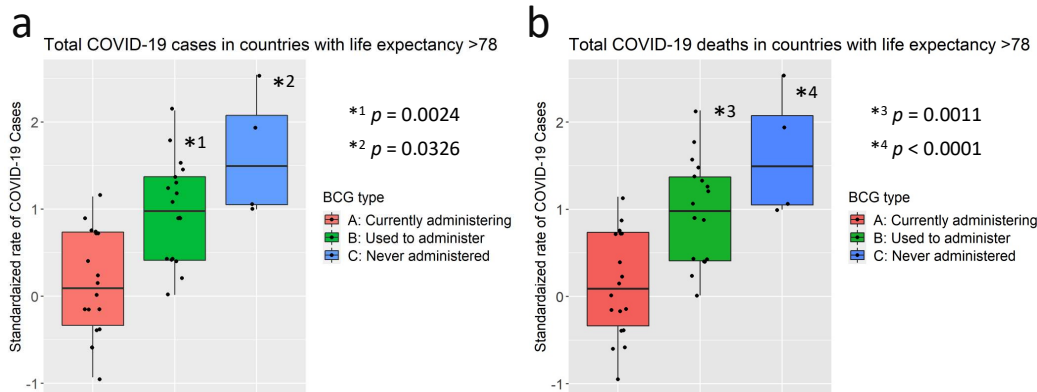 a
Total COVID-19 cases in countries with life expectancy >78
Standardaized rate of COVID-19 Cases
2
1
0
-1
*1
*2
*1 p = 0.0024
*2 p = 0.0326
BCG type
A: Currently administering
B: Used to administer
C: Never administered
b
Total COVID-19 deaths in countries with life expectancy >78
Standardaized rate of COVID-19 Cases
2
1
0
-1
*3
*4
*3 p = 0.0011
*4 p < 0.0001
BCG type
A: Currently administering
B: Used to administer
C: Never administered